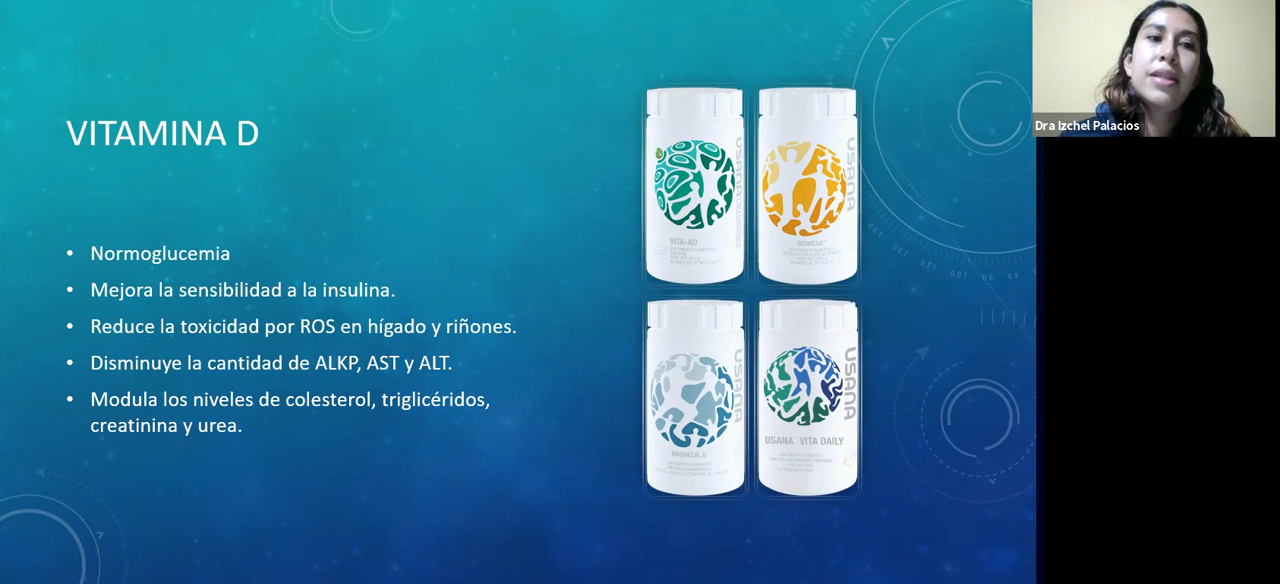 VITAMINA D
• Normoglucemia
• Mejora la sensibilidad a la insulina.
• Reduce la toxicidad por ROS en hígado y riñones.
• Disminuye la cantidad de ALKP, AST y ALT.
• Modula los niveles de colesterol, triglicéridos,
creatinina y urea.
USANA
VITA-AO
USANA
BIOMEGA™
USANA
MAGNECAL D
USANA
USANA® VITA DAILY
Dra Izchel Palacios